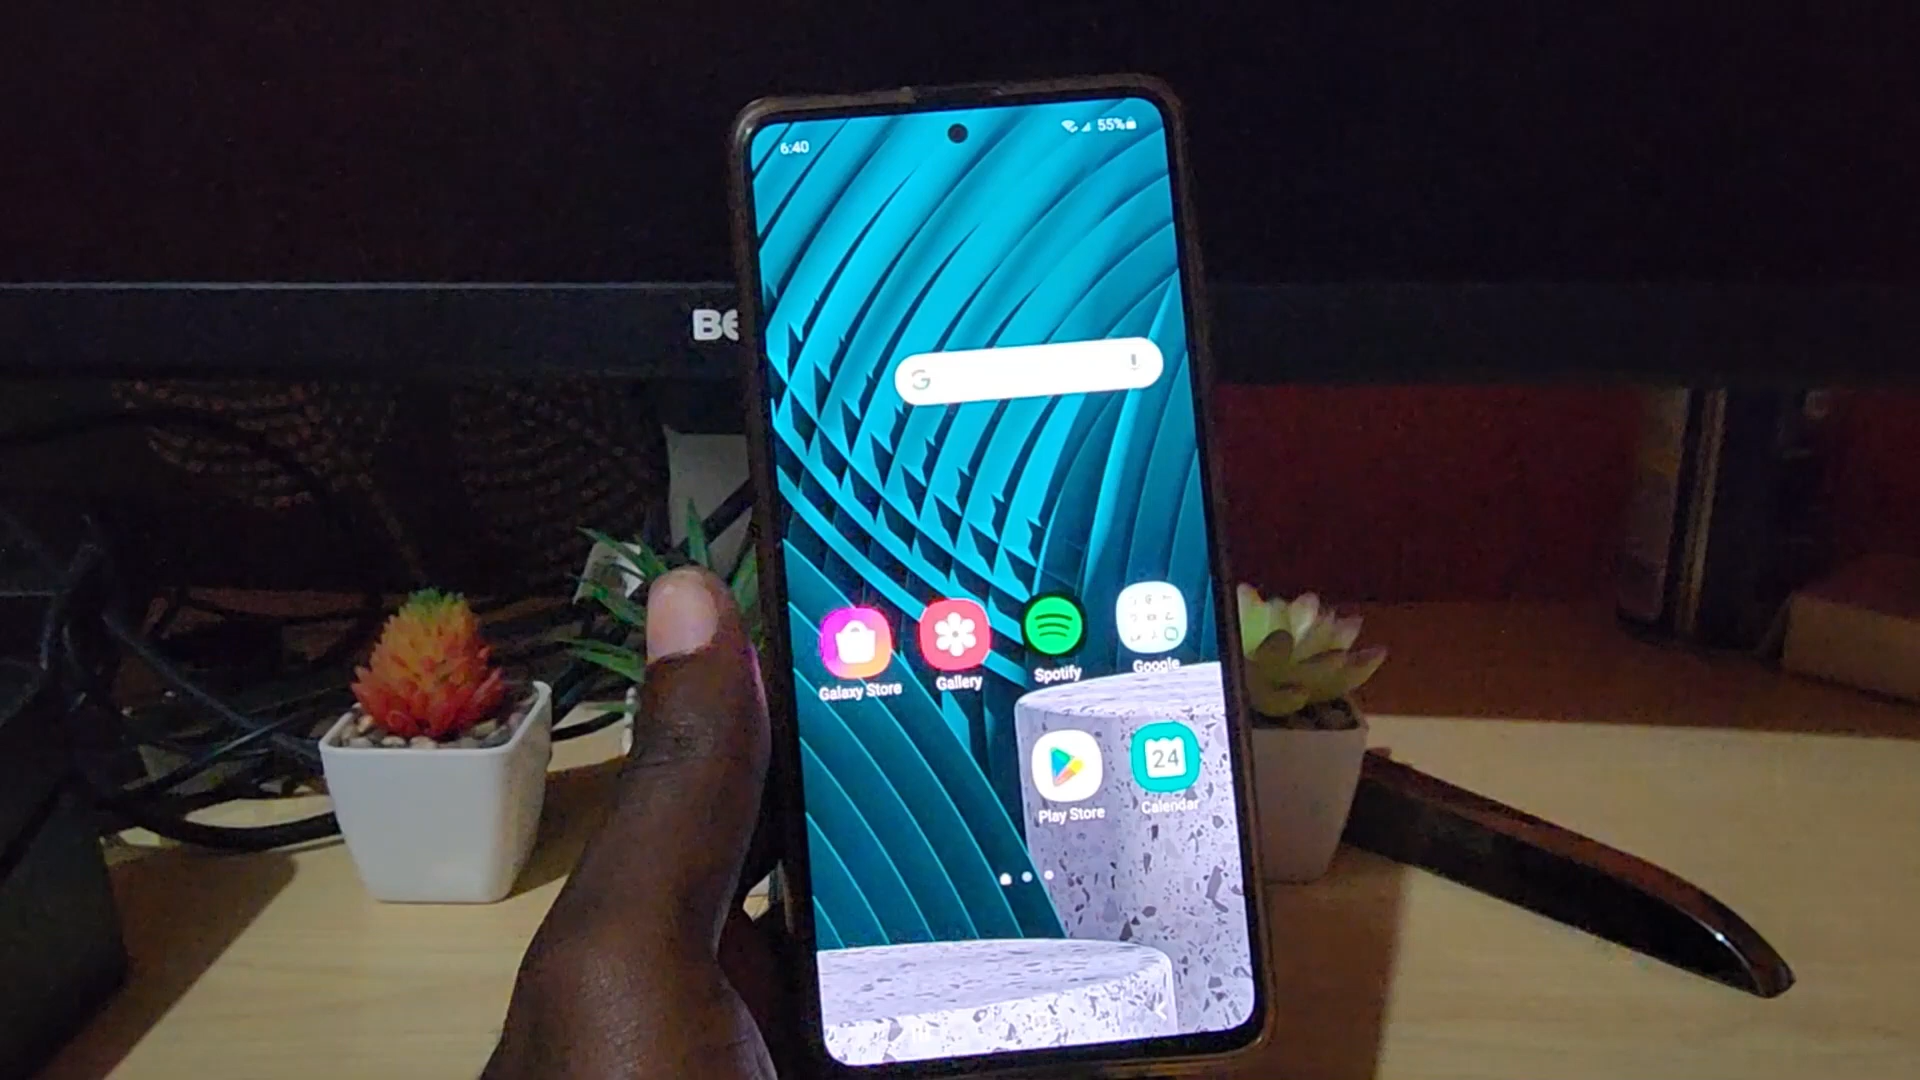 6:40
55%
BE
G
Galaxy Store
Gallery
Spotify
Google
Play Store
24
Calendar